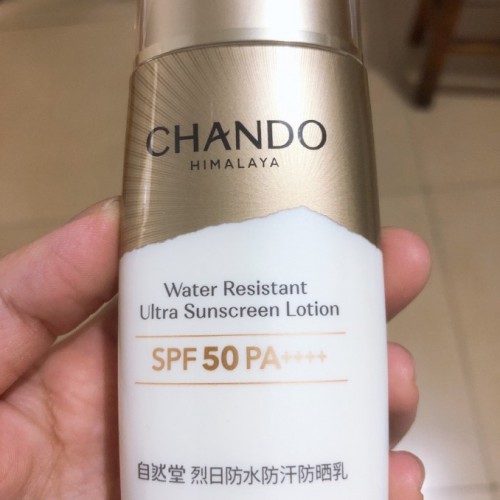 CHANDO
HIMALAYA
Water Resistant
Ultra Sunscreen Lotion
SPF 50 PA++++
自然堂 烈日防水防汗防晒乳